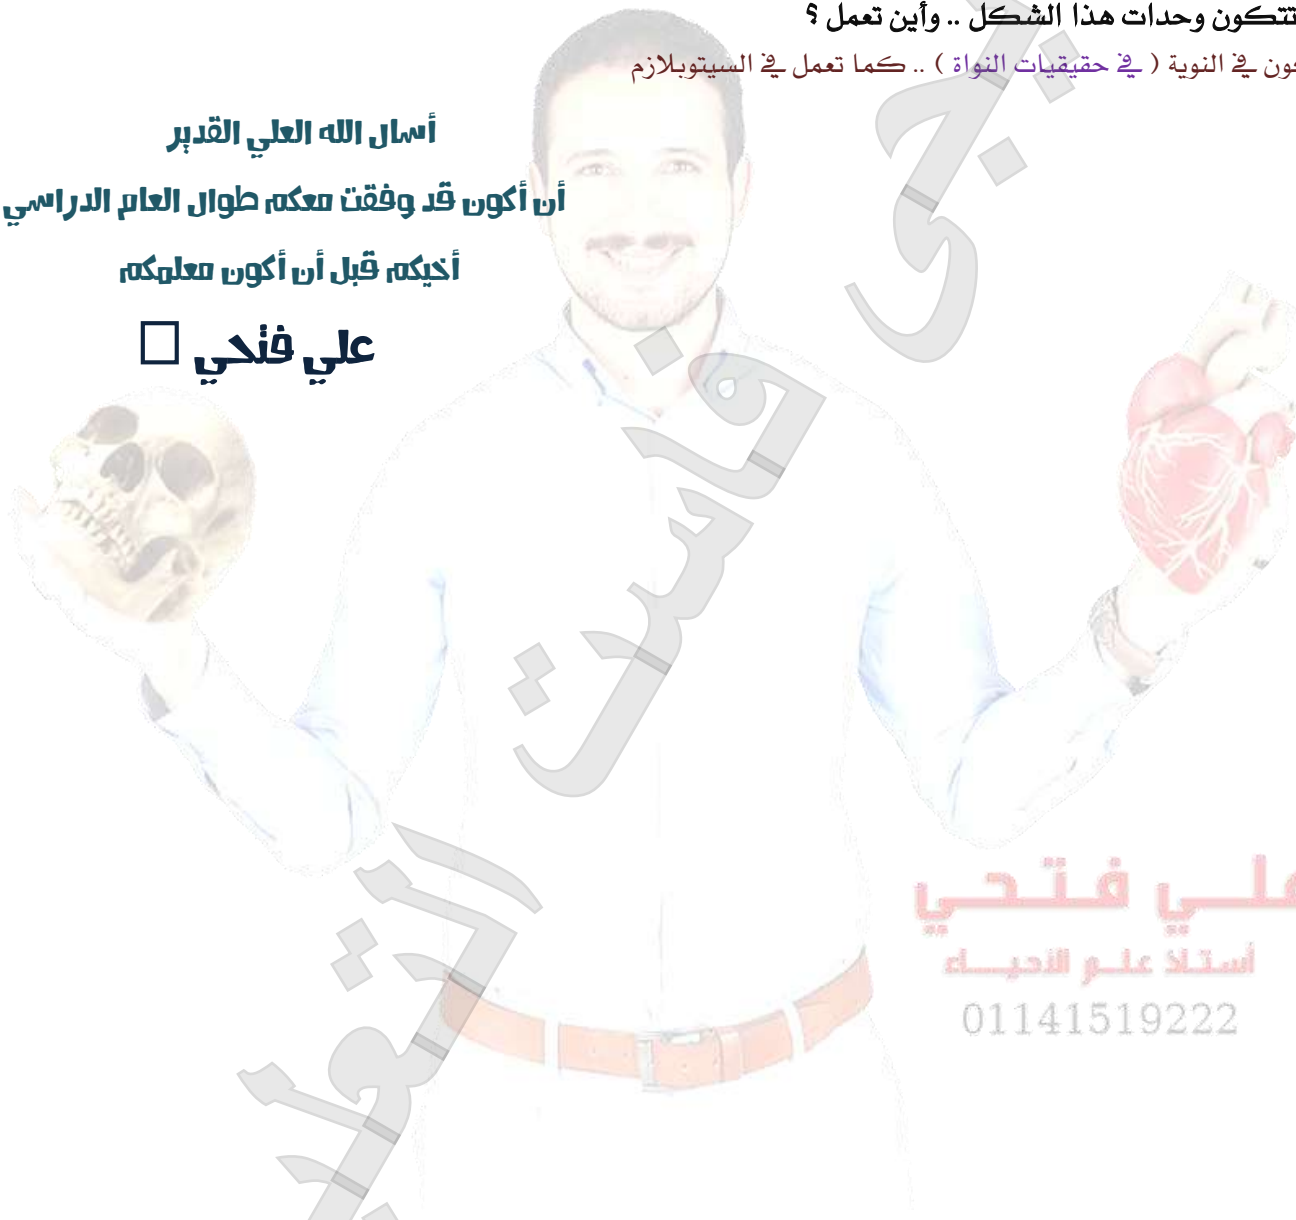 تتكون وحدات هذا الشكل .. وأين تعمل ؟
في النوية ( في حقيقيات النواة ) .. كما تعمل في السيتوبلازم
أسال الله العلي القدير
أن أكون قد وفقت معكم طوال العام الدراسي
أخيكم قبل أن أكون معلمكم
علي فتحي
علي فتحي
أستاذ علم الأحياء
01141519222